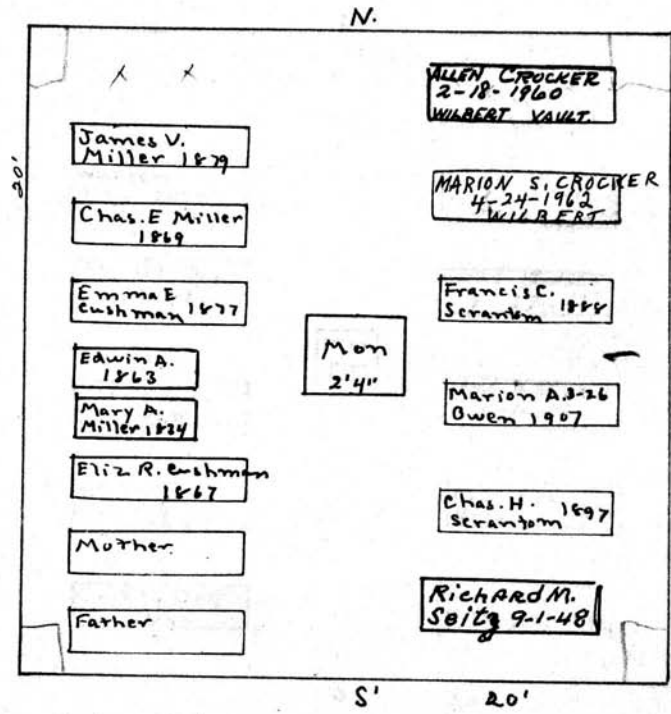 N.
20'
X X
James V.
Miller 1879
Chas. E Miller
1869
Emma E
Cushman 1877
Edwin A.
1863
Mary A.
Miller 1834
Eliz R. Cushman
1867
Mother
Father
Mon
2'4"
ALLEN CROCKER
2-18-1960
WILBERT VAULT.
MARION S. CROCKER
4-24-1962
WILBERT
Francis C.
Scrantom 1888
Marion A. 3-26
Owen 1907
Chas. H. 1897
Scrantom
Richard M.
Seitz 9-1-48
S' 20'